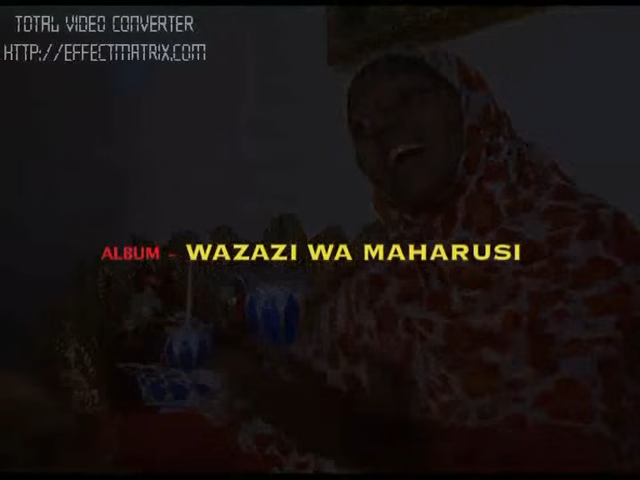 TOTAL VIDEO CONVERTER
HTTP://EFFECTMATRIX.COM
ALBUM - WAZAZI WA MAHARUSI